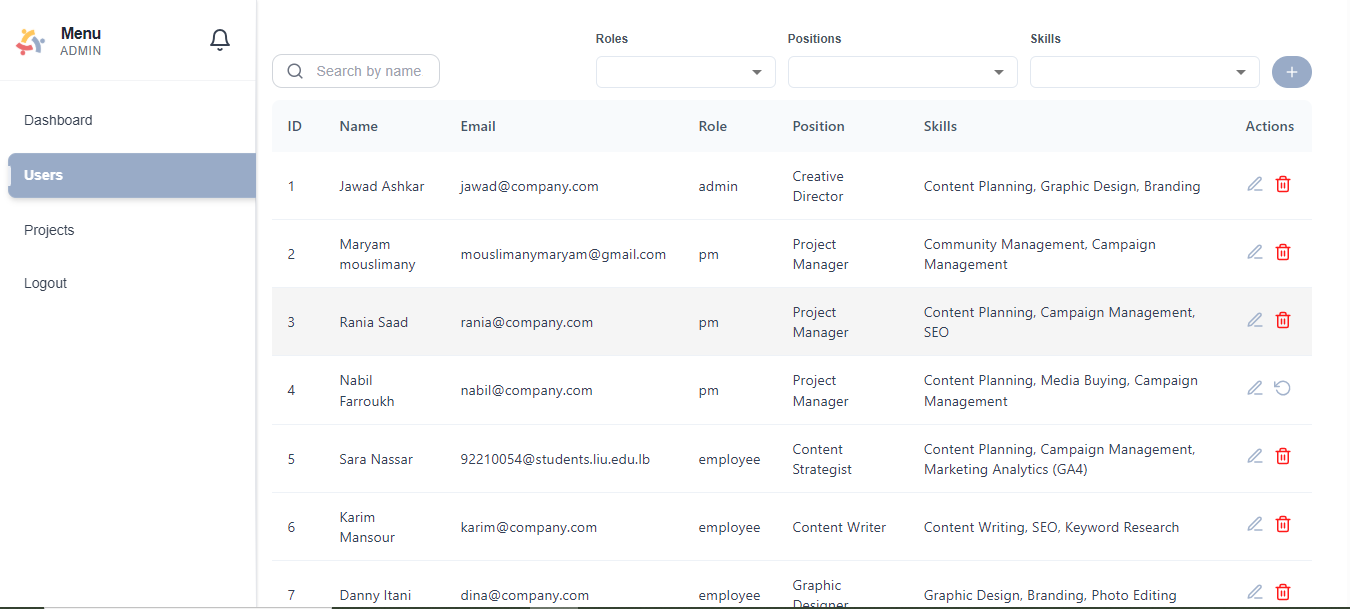 Menu
ADMIN
Dashboard
Users
Projects
Logout
Roles
Positions
Skills
Search by name
ID Name Email Role Position Skills Actions
1 Jawad Ashkar jawad@company.com admin Creative Director Content Planning, Graphic Design, Branding
2 Maryam mouslimany mouslimanymaryam@gmail.com pm Project Manager Community Management, Campaign Management
3 Rania Saad rania@company.com pm Project Manager Content Planning, Campaign Management, SEO
4 Nabil Farroukh nabil@company.com pm Project Manager Content Planning, Media Buying, Campaign Management
5 Sara Nassar 92210054@students.liu.edu.lb employee Content Strategist Content Planning, Campaign Management, Marketing Analytics (GA4)
6 Karim Mansour karim@company.com employee Content Writer Content Writing, SEO, Keyword Research
7 Danny Itani dina@company.com employee Graphic Designer Graphic Design, Branding, Photo Editing